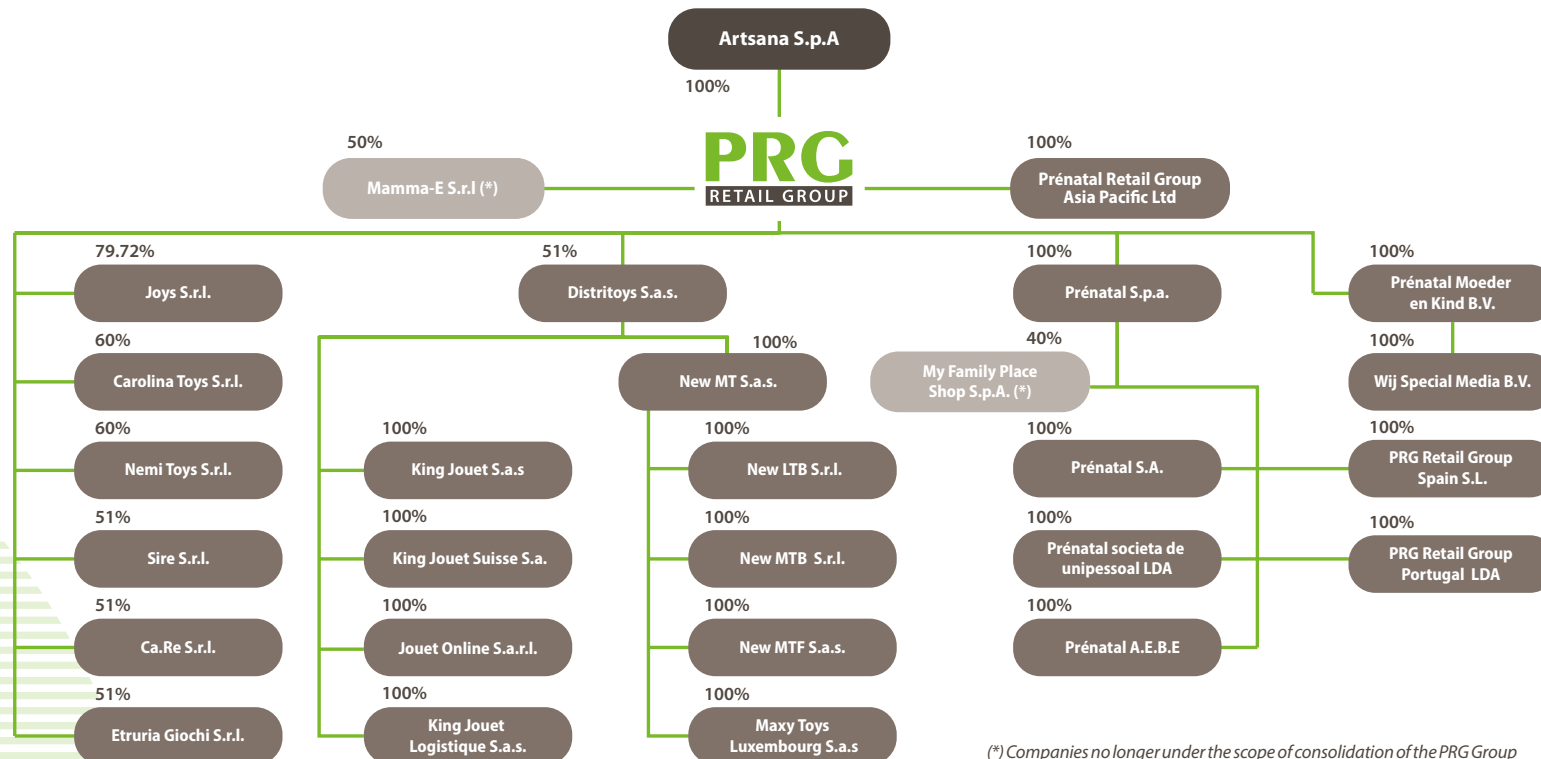 Artsana S.p.A
100%
PRG
RETAIL GROUP
50%
Mamma-E S.r.l (*)
100%
Prénatal Retail Group
Asia Pacific Ltd
79.72%
Joys S.r.l.
60%
Carolina Toys S.r.l.
60%
Nemi Toys S.r.l.
51%
Sire S.r.l.
51%
Ca.Re S.r.l.
51%
Etruria Giochi S.r.l.
51%
Distritoys S.a.s.
100%
King Jouet S.a.s
100%
King Jouet Suisse S.a.
100%
Jouet Online S.a.r.l.
100%
King Jouet
Logistique S.a.s.
100%
New MT S.a.s.
100%
New LTB S.r.l.
100%
New MTB S.r.l.
100%
New MTF S.a.s.
100%
Maxy Toys
Luxembourg S.a.s
100%
Prénatal S.p.a.
40%
My Family Place
Shop S.p.A. (*)
100%
Prénatal S.A.
100%
Prénatal societa de
unipessoal LDA
100%
Prénatal A.E.B.E
100%
Prénatal Moeder
en Kind B.V.
100%
Wij Special Media B.V.
100%
PRG Retail Group
Spain S.L.
100%
PRG Retail Group
Portugal LDA
(*) Companies no longer under the scope of consolidation of the PRG Group